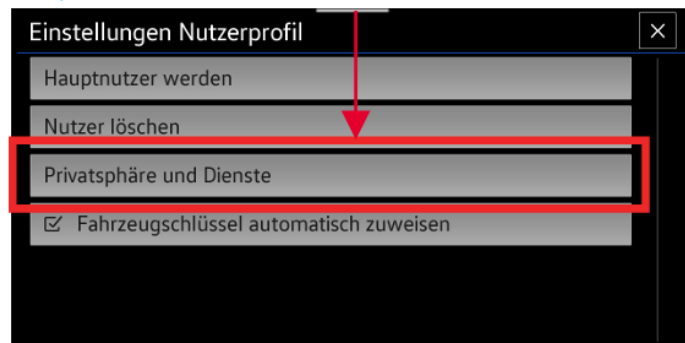 Einstellungen Nutzerprofil
Hauptnutzer werden
Nutzer löschen
Privatsphäre und Dienste
Fahrzeugschlüssel automatisch zuweisen